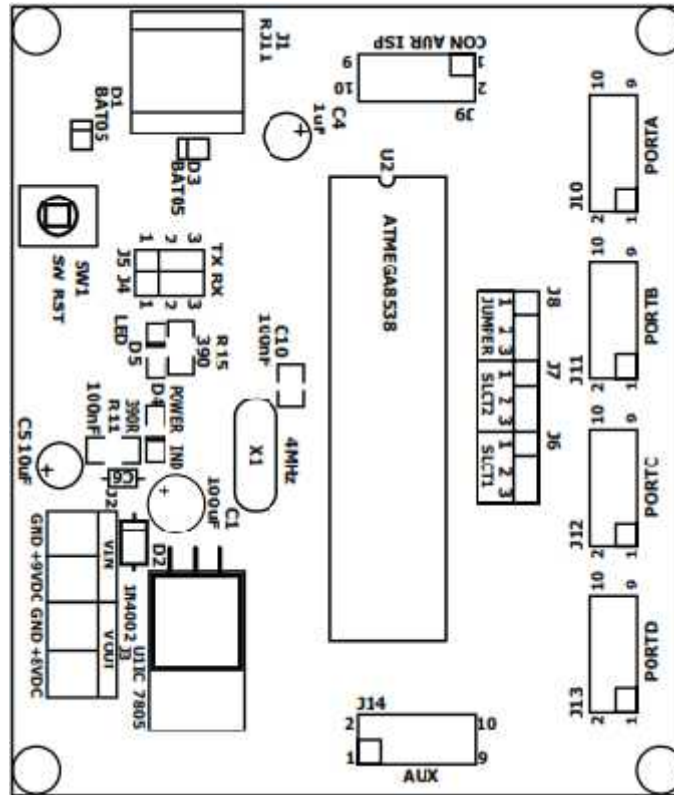 J1
RJ11
D1
BAT05
D3
BAT05
C4
1uF
CON AUR ISP
9
1
10
2
J9
U2
ATMEGA8538
10
9
PORTA
J10
2
1
SW1
SW RST
1 2 3
TX
RX
J5
J4
1 2 3
LED
D5
R15
390
C10
100nF
10
9
PORTB
J11
2
1
J8
1 2 3
JUMPER
J7
1 2 3
SLCT2
J6
1 2 3
SLCT1
D4
POWER
IND
390R
R11
100nF
C5 10uF
C6
J2
X1
4MHz
C1
100uF
10
9
PORTC
J12
2
1
GND +9VDC GND +8VDC
VIN
VOUT
J3
D2
1N4002
U1IC 7805
10
9
PORTD
J13
2
1
J14
2
10
1
9
AUX